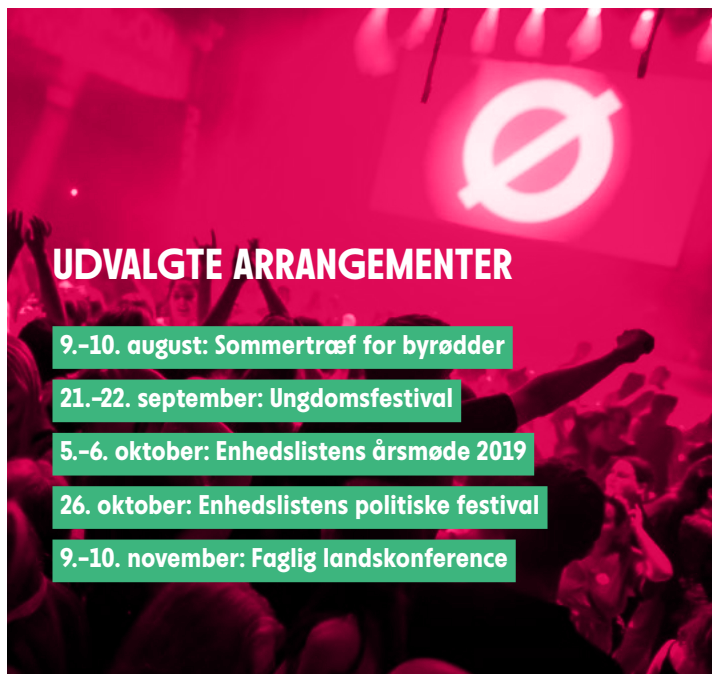 Ø
UDVALGTE ARRANGEMENTER
9.-10. august: Sommertræf for byrødder
21.-22. september: Ungdomsfestival
5.-6. oktober: Enhedslistens årsmøde 2019
26. oktober: Enhedslistens politiske festival
9.-10. november: Faglig landskonference